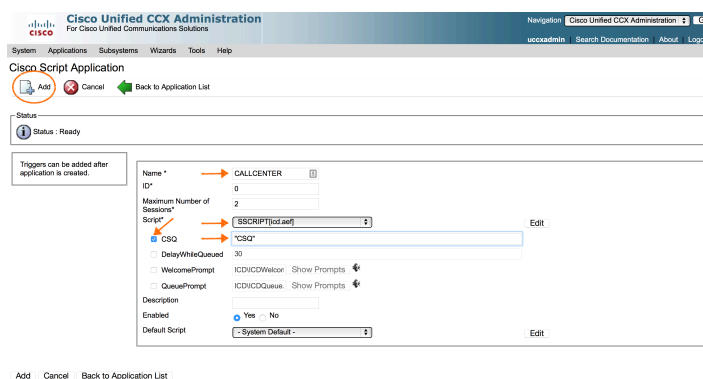 cisco
Cisco Unified CCX Administration
For Cisco Unified Communications Solutions
Navigation Cisco Unified CCX Administration
uccxadmin Search Documentation About
System Applications Subsystems Wizards Tools Help
Cisco Script Application
Add Cancel Back to Application List
Status
Status : Ready
Triggers can be added after
application is created.
Name * CALLCENTER
ID* 0
Maximum Number of
Sessions* 2
Script* SSCRIPT[icd.aef] Edit
CSQ "CSQ"
DelayWhileQueued 30
WelcomePrompt ICD\ICDWelcon Show Prompts
QueuePrompt ICD\ICDQueue. Show Prompts
Description
Enabled Yes No
Default Script - System Default - Edit
Add Cancel Back to Application List